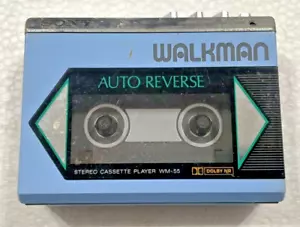 WALKMAN
AUTO REVERSE
STEREO CASSETTE PLAYER WM-55
DOLBY NR